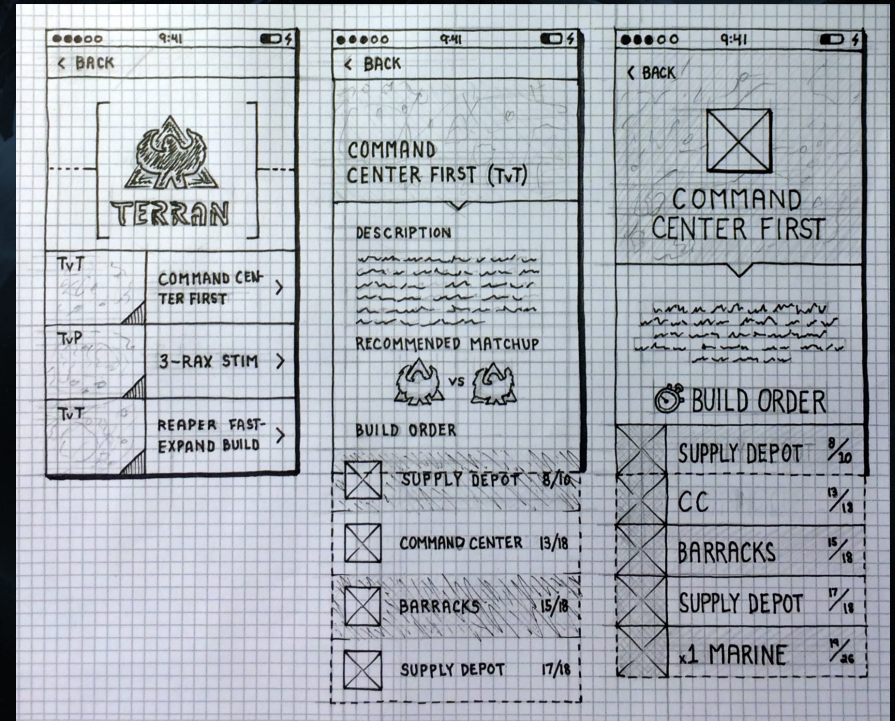 9:41
< BACK
TERRAN
TvT
COMMAND CEN-
TER FIRST >
TvP
3-RAX STIM >
TvT
REAPER FAST-
EXPAND BUILD >
9:41
< BACK
COMMAND
CENTER FIRST (TvT)
DESCRIPTION
RECOMMENDED MATCHUP
VS
BUILD ORDER
SUPPLY DEPOT 8/10
COMMAND CENTER 13/18
BARRACKS 15/18
SUPPLY DEPOT 17/18
9:41
< BACK
COMMAND
CENTER FIRST
BUILD ORDER
SUPPLY DEPOT 8/10
CC 13/18
BARRACKS 15/18
SUPPLY DEPOT 17/18
x1 MARINE 19/26